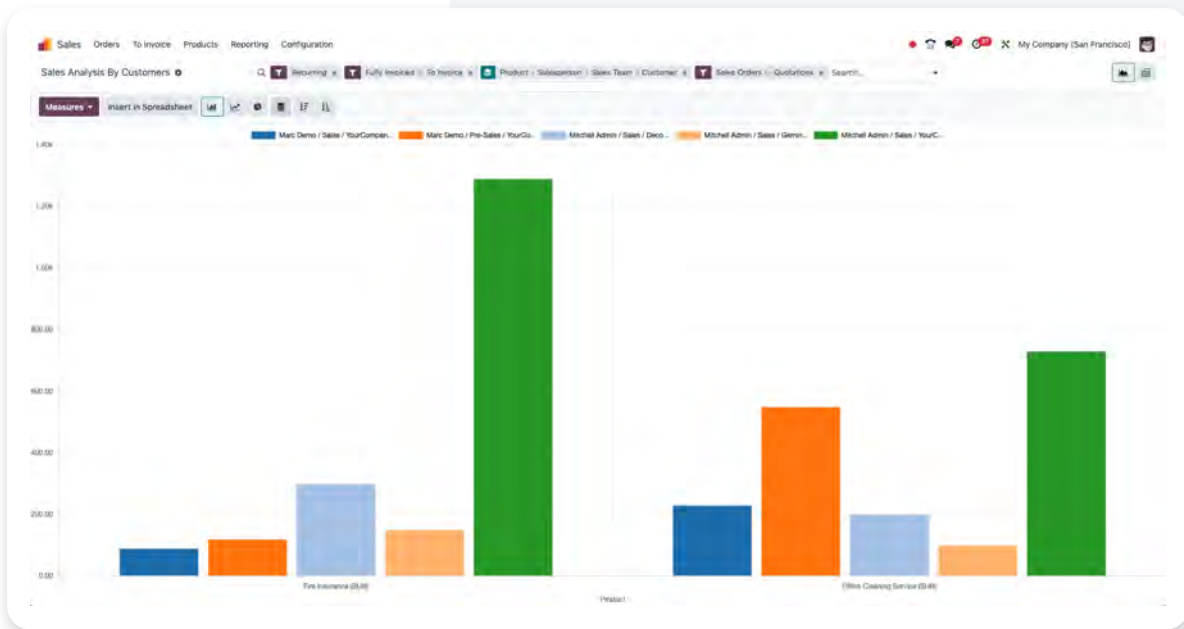 Sales Orders To Invoice Products Reporting Configuration 7 37 My Company (San Francisco)
Sales Analysis By Customers Recurring x Fully Invoiced To Invoice x Product > Salesperson > Sales Team > Customer x Sales Orders Quotations x Search...
Measures Insert in Spreadsheet
Marc Demo / Sales / YourCompan... Marc Demo / Pre-Sales / YourCo... Mitchell Admin / Sales / Deco... Mitchell Admin / Sales / Gemin... Mitchell Admin / Sales / YourC...
1.40k
1.20k
1.00k
800.00
600.00
400.00
200.00
0.00
Fire Insurance Office Cleaning Service
Product